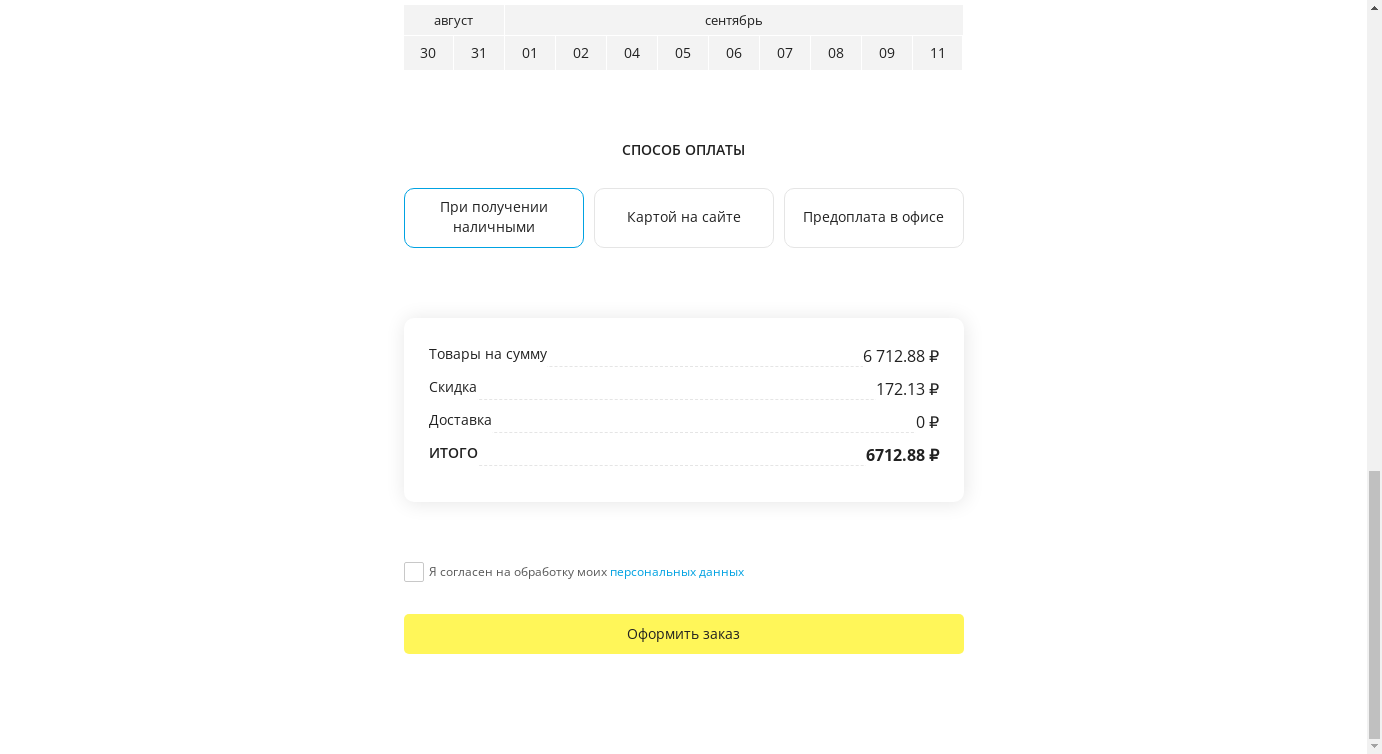 август сентябрь
30 31 01 02 04 05 06 07 08 09 11
СПОСОБ ОПЛАТЫ
При получении
наличными
Картой на сайте
Предоплата в офисе
Товары на сумму 6 712.88 ₽
Скидка 172.13 ₽
Доставка 0 ₽
ИТОГО 6712.88 ₽
Я согласен на обработку моих персональных данных
Оформить заказ